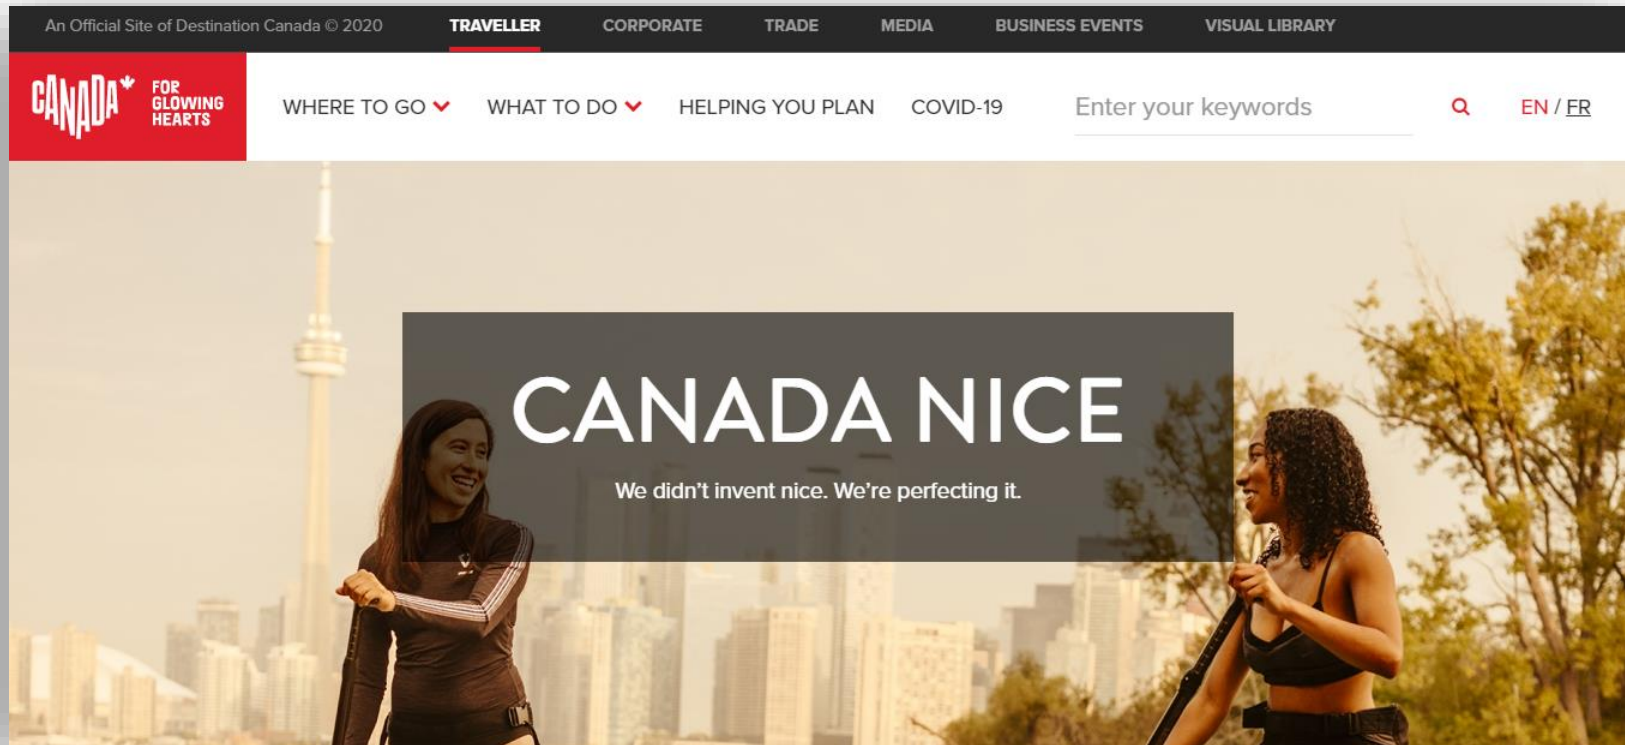 An Official Site of Destination Canada © 2020 TRAVELLER CORPORATE TRADE MEDIA BUSINESS EVENTS VISUAL LIBRARY
CANADA FOR GLOWING HEARTS
WHERE TO GO WHAT TO DO HELPING YOU PLAN COVID-19 Enter your keywords EN / FR
CANADA NICE
We didn't invent nice. We're perfecting it.